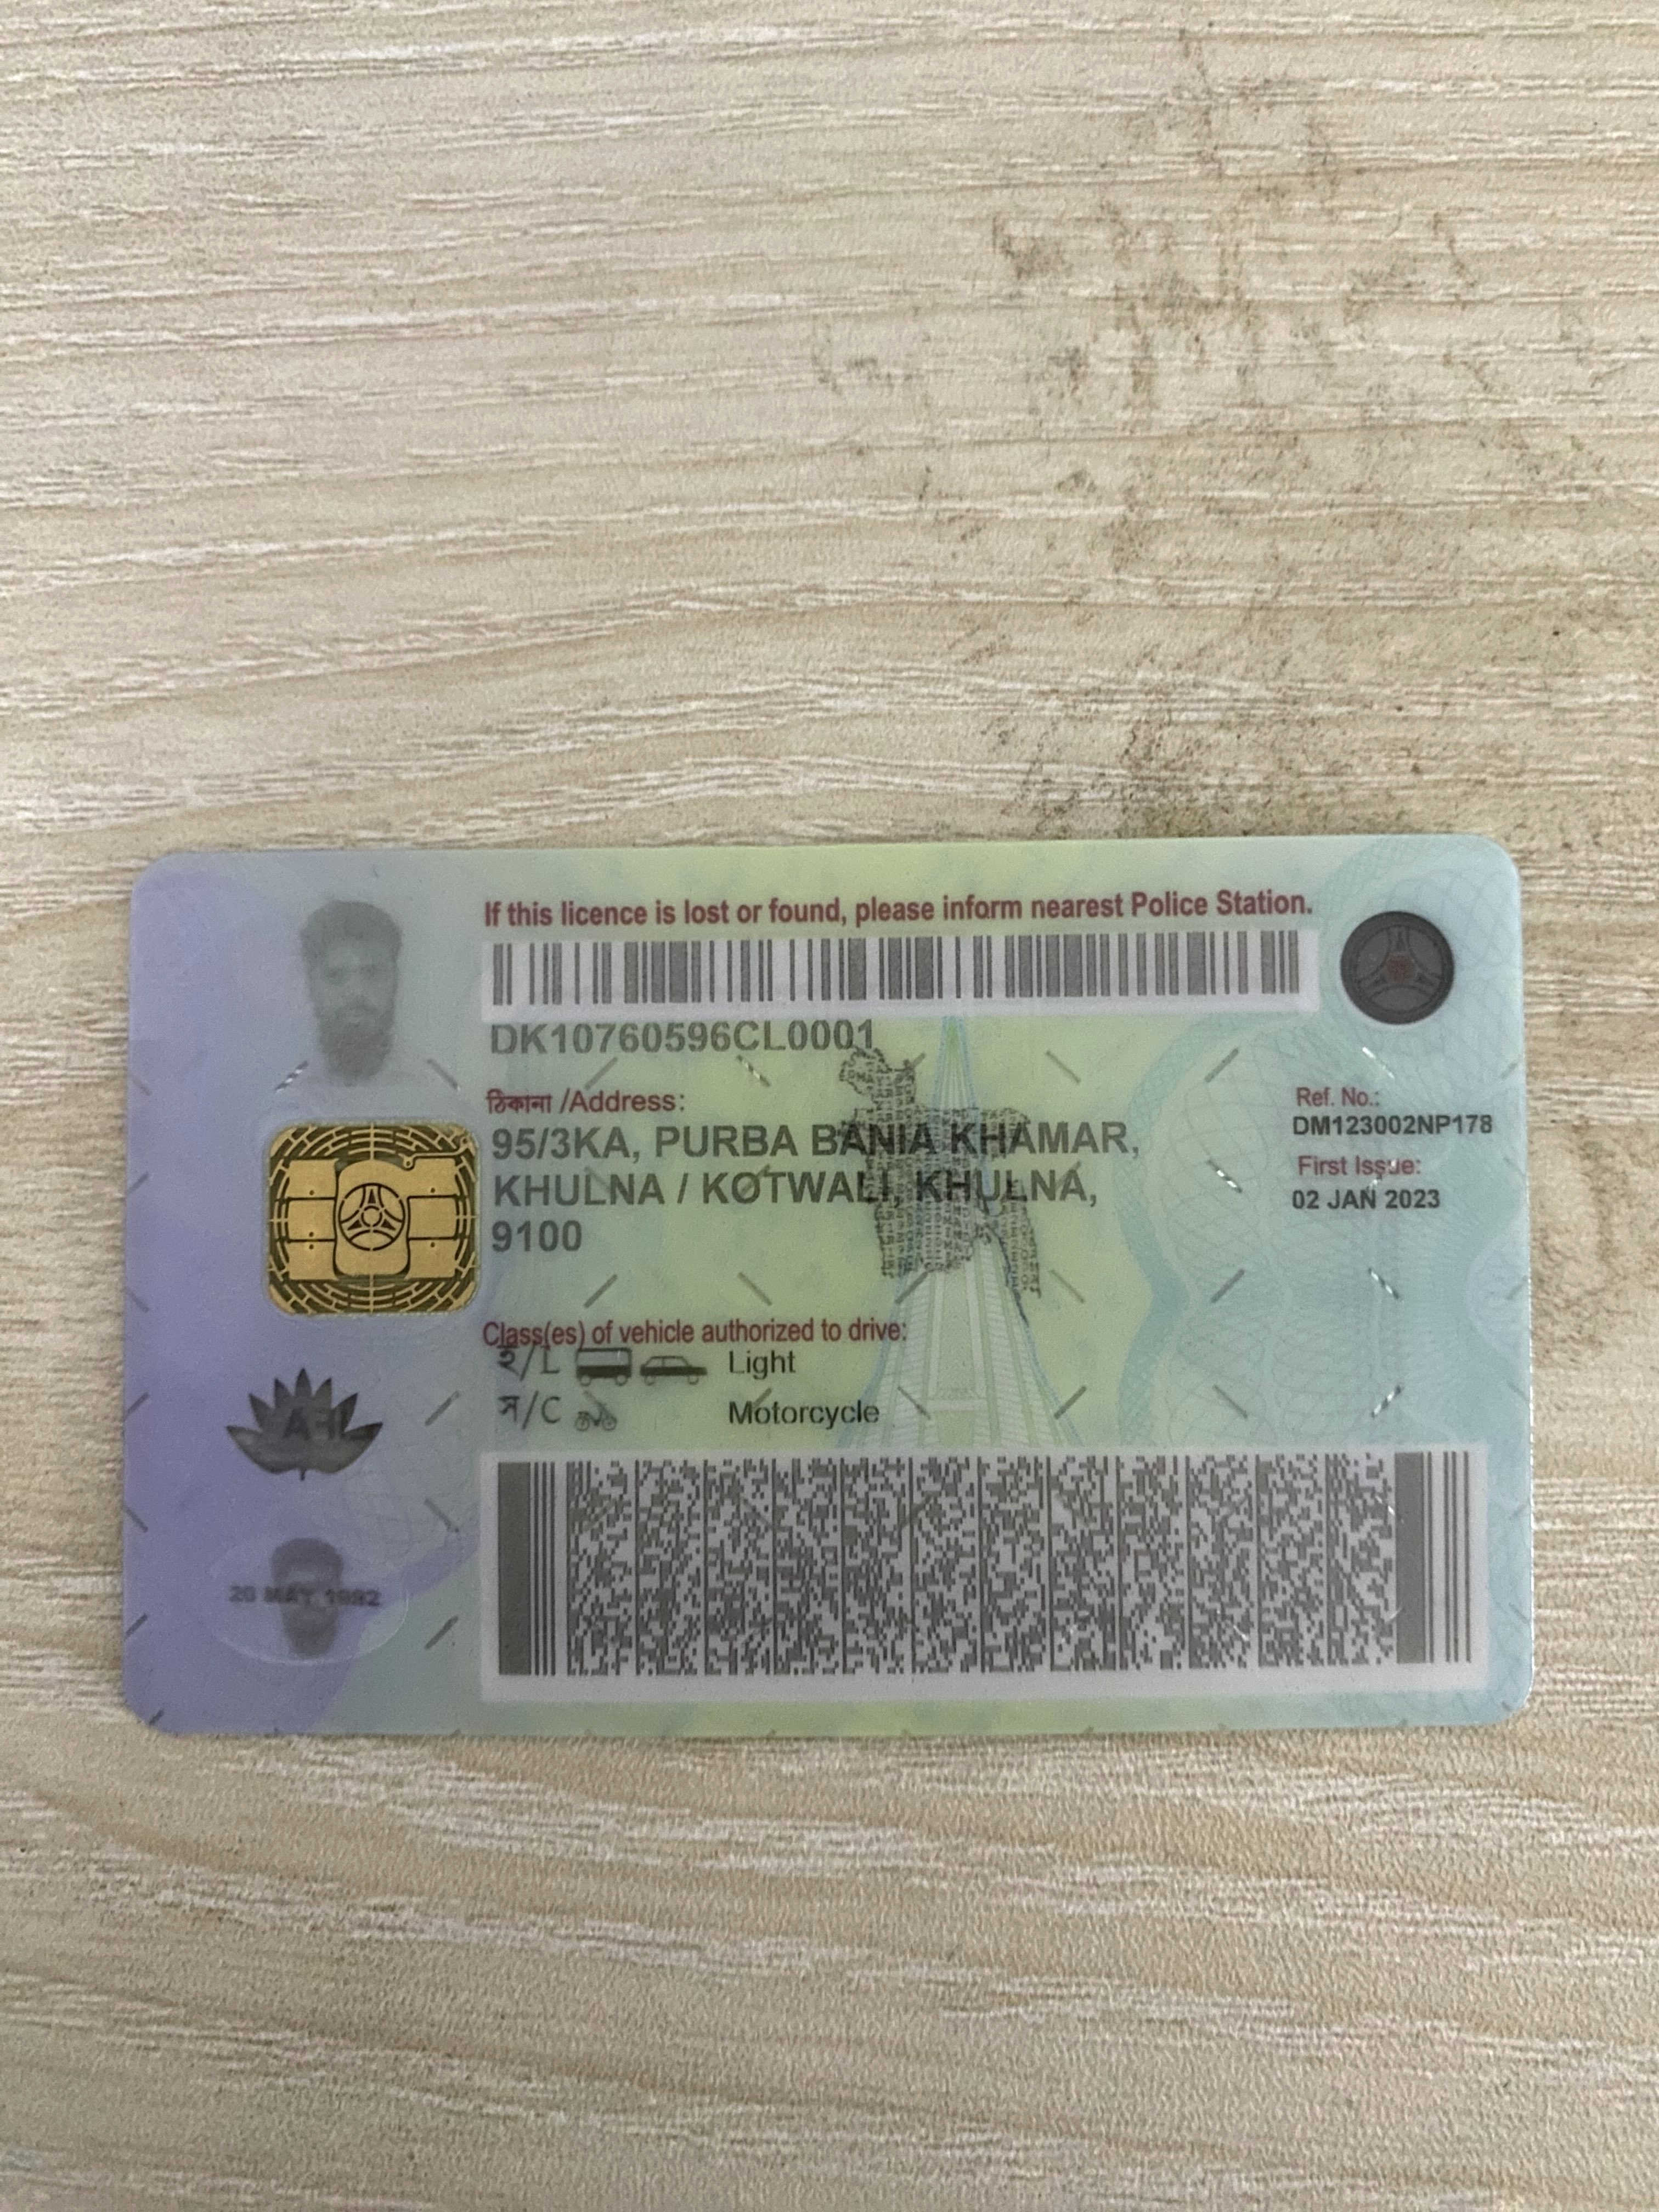 If this licence is lost or found, please inform nearest Police Station.
DK10760596CL0001
ঠিকানা /Address:
95/3KA, PURBA BANIA KHAMAR,
KHULNA / KOTWALI, KHULNA,
9100
Ref. No.:
DM123002NP178
First Issue:
02 JAN 2023
Class(es) of vehicle authorized to drive:
হ/L Light
ম/C Motorcycle
20 MAY 1992